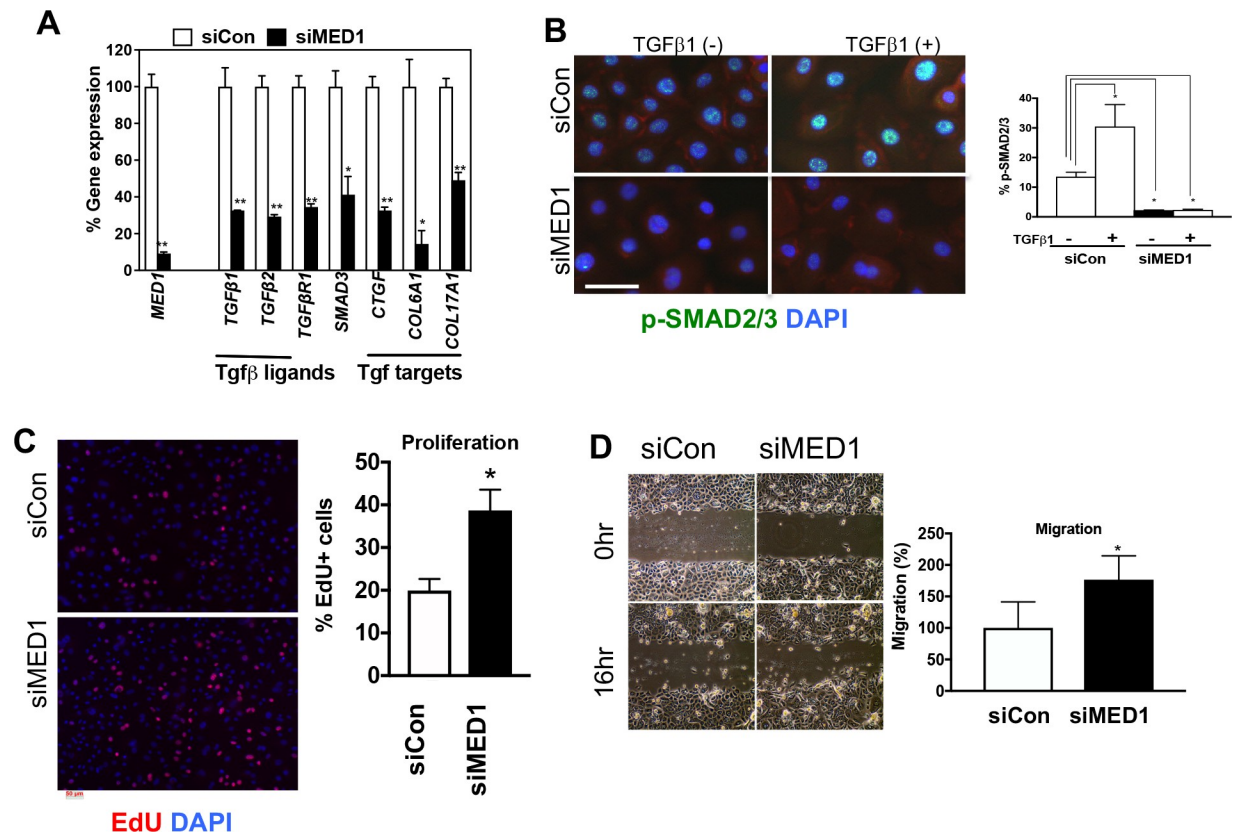 A
siCon siMED1
% Gene expression
120
100
80
60
40
20
0
** ** ** ** * ** * **
MED1
TGFβ1
TGFβ2
TGFβR1
SMAD3
CTGF
COL6A1
COL17A1
Tgfβ ligands
Tgf targets
B
TGFβ1 (-) TGFβ1 (+)
siCon
siMED1
p-SMAD2/3 DAPI
% p-SMAD2/3
40
30
20
10
0
* * *
TGFβ1 - + - +
siCon siMED1
C
siCon
siMED1
50 µm
EdU DAPI
Proliferation
% EdU+ cells
50
40
30
20
10
0
*
siCon
siMED1
D
siCon siMED1
0hr
16hr
Migration
Migration (%)
250
200
150
100
50
0
*
siCon siMED1